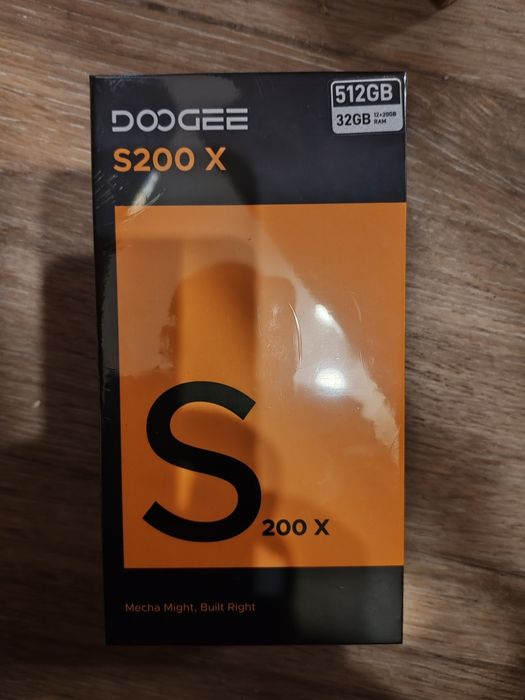 DOOGEE
S200 X
512GB
32GB 12+20GB RAM
S 200 X
Mecha Might, Built Right